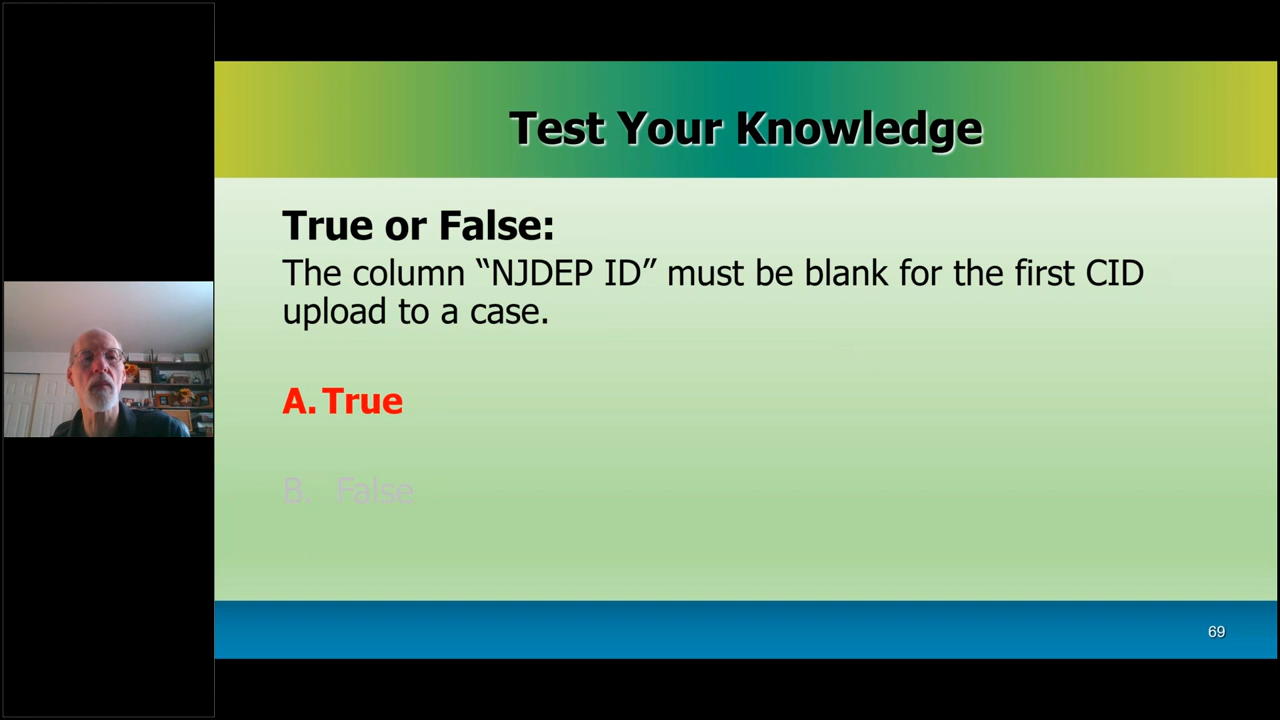 Test Your Knowledge
True or False:
The column “NJDEP ID” must be blank for the first CID
upload to a case.
A. True
B. False
69